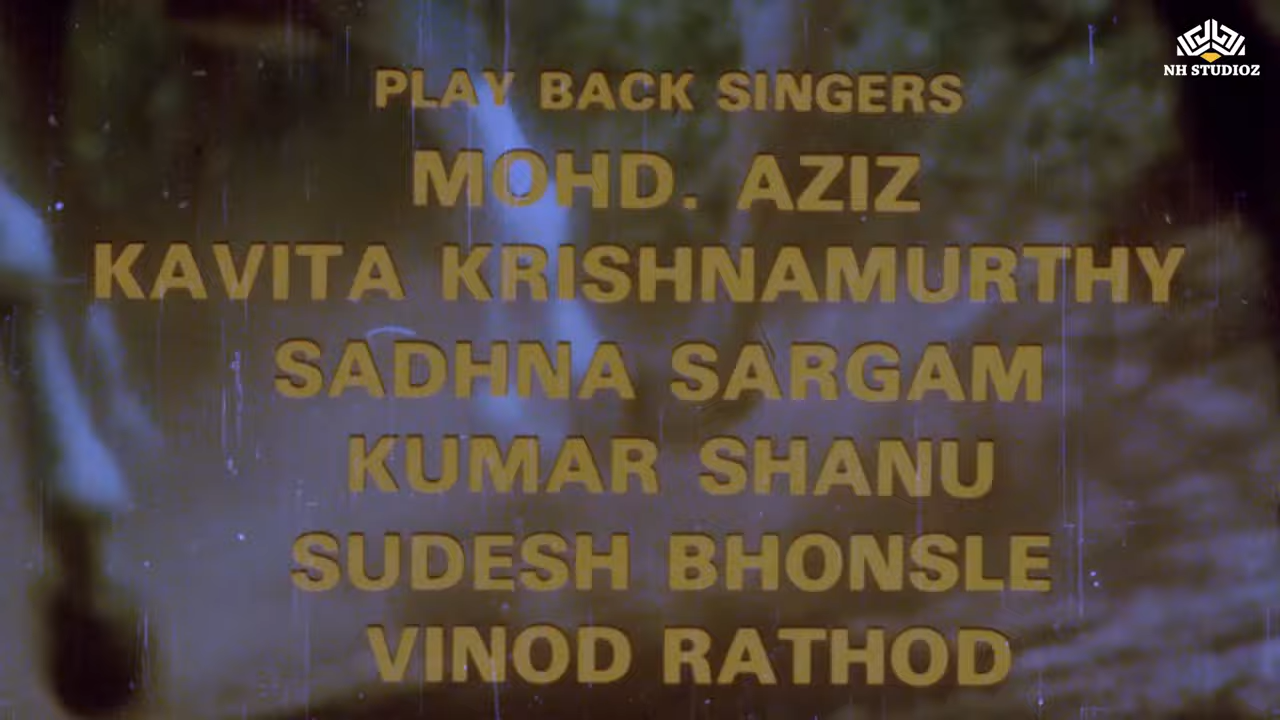 NH STUDIOZ
PLAY BACK SINGERS
MOHD. AZIZ
KAVITA KRISHNAMURTHY
SADHNA SARGAM
KUMAR SHANU
SUDESH BHONSLE
VINOD RATHOD